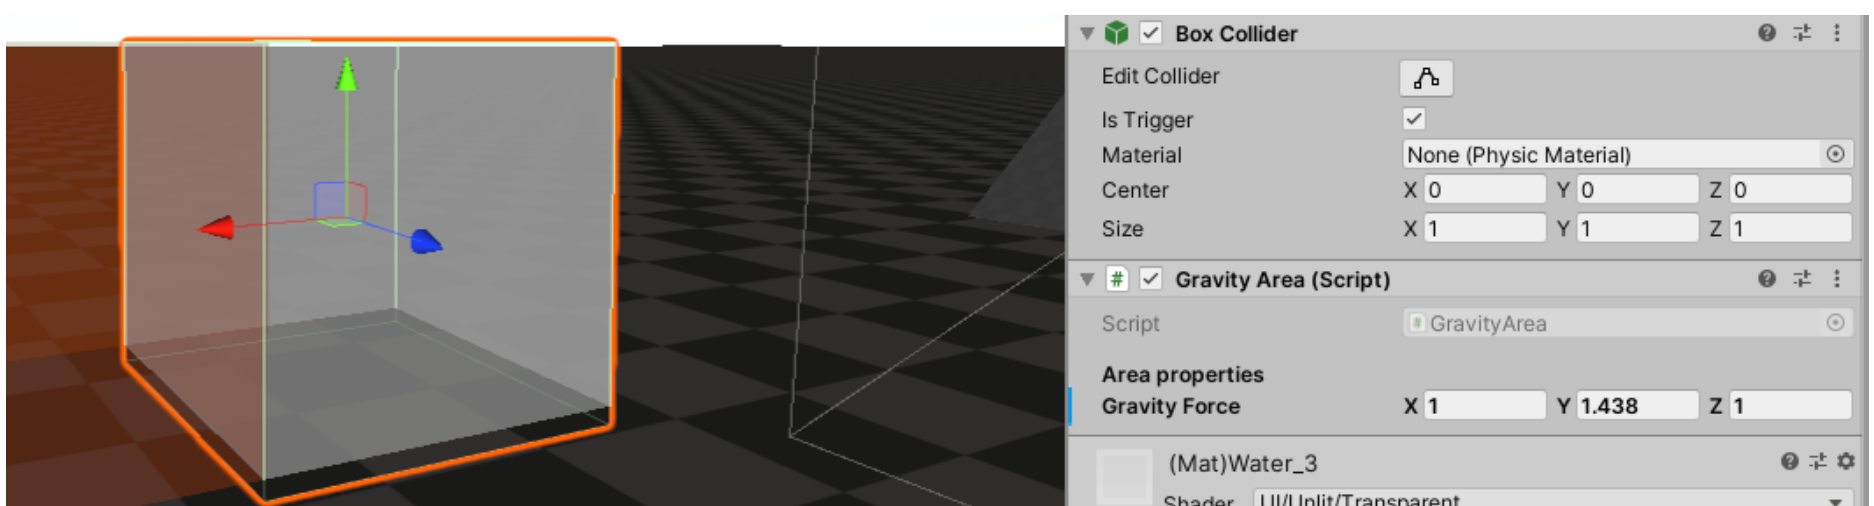 Box Collider
Edit Collider
Is Trigger
Material None (Physic Material)
Center X 0 Y 0 Z 0
Size X 1 Y 1 Z 1
# Gravity Area (Script)
Script # GravityArea
Area properties
Gravity Force X 1 Y 1.438 Z 1
(Mat)Water_3
Shader UI/Unlit/Transparent